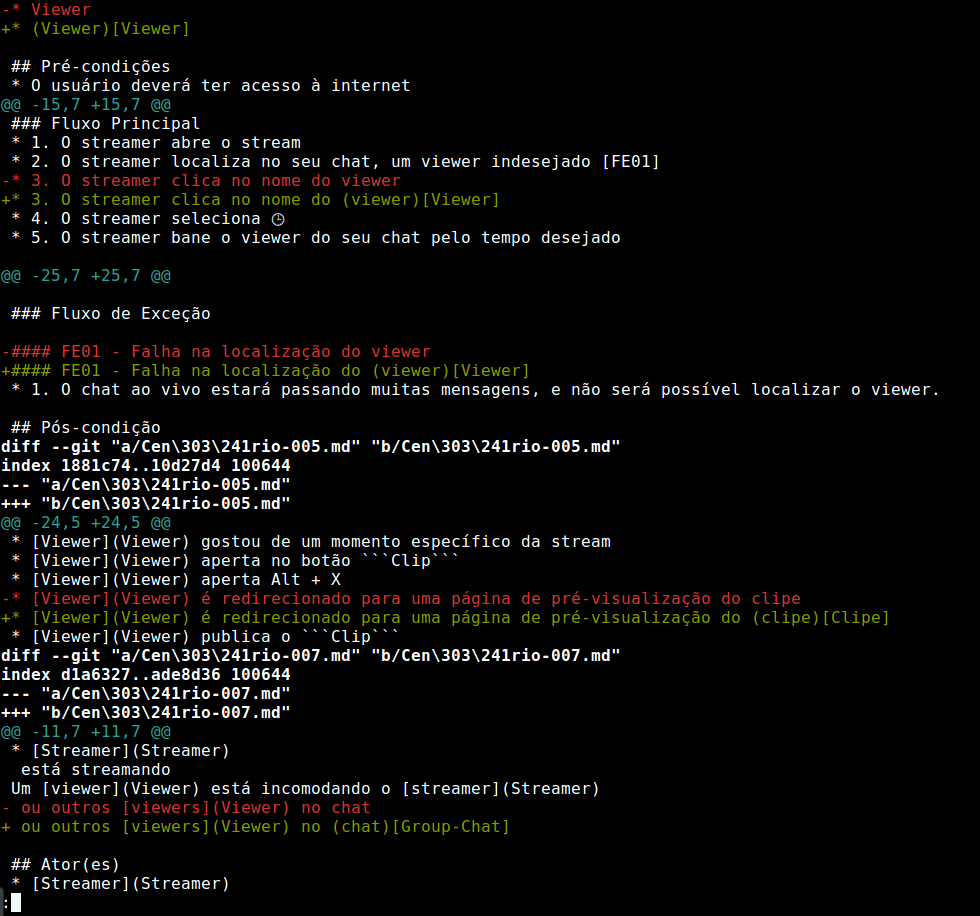 -* Viewer
+* (Viewer)[Viewer]
## Pré-condições
* O usuário deverá ter acesso à internet
@@ -15,7 +15,7 @@
### Fluxo Principal
* 1. O streamer abre o stream
* 2. O streamer localiza no seu chat, um viewer indesejado [FE01]
-* 3. O streamer clica no nome do viewer
+* 3. O streamer clica no nome do (viewer)[Viewer]
* 4. O streamer seleciona 🕒
* 5. O streamer bane o viewer do seu chat pelo tempo desejado
@@ -25,7 +25,7 @@
### Fluxo de Exceção
-#### FE01 - Falha na localização do viewer
+#### FE01 - Falha na localização do (viewer)[Viewer]
* 1. O chat ao vivo estará passando muitas mensagens, e não será possível localizar o viewer.
## Pós-condição
diff --git "a/Cen\303\241rio-005.md" "b/Cen\303\241rio-005.md"
index 1881c74..10d27d4 100644
--- "a/Cen\303\241rio-005.md"
+++ "b/Cen\303\241rio-005.md"
@@ -24,5 +24,5 @@
* [Viewer](Viewer) gostou de um momento específico da stream
* [Viewer](Viewer) aperta no botão ```Clip```
* [Viewer](Viewer) aperta Alt + X
-* [Viewer](Viewer) é redirecionado para uma página de pré-visualização do clipe
+* [Viewer](Viewer) é redirecionado para uma página de pré-visualização do (clipe)[Clipe]
* [Viewer](Viewer) publica o ```Clip```
diff --git "a/Cen\303\241rio-007.md" "b/Cen\303\241rio-007.md"
index d1a6327..ade8d36 100644
--- "a/Cen\303\241rio-007.md"
+++ "b/Cen\303\241rio-007.md"
@@ -11,7 +11,7 @@
* [Streamer](Streamer)
está streamando
Um [viewer](Viewer) está incomodando o [streamer](Streamer)
- ou outros [viewers](Viewer) no chat
+ ou outros [viewers](Viewer) no (chat)[Group-Chat]
## Ator(es)
* [Streamer](Streamer)
: